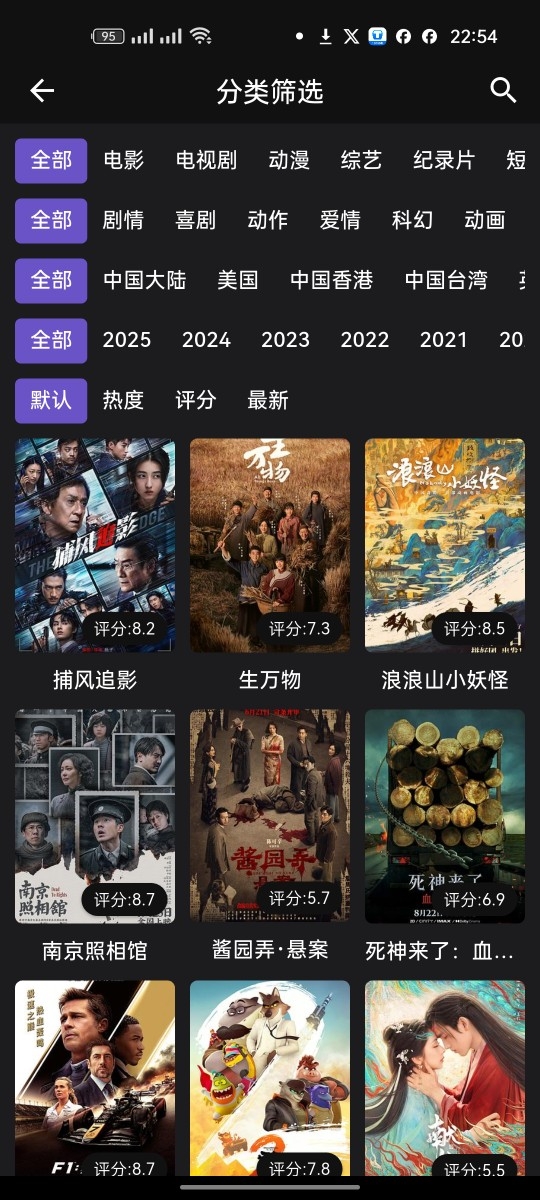 95
22:54
分类筛选
全部 电影 电视剧 动漫 综艺 纪录片 短
全部 剧情 喜剧 动作 爱情 科幻 动画
全部 中国大陆 美国 中国香港 中国台湾
全部 2025 2024 2023 2022 2021 20
默认 热度 评分 最新
捕风追影
评分:8.2
生万物
评分:7.3
浪浪山小妖怪
评分:8.5
捕风追影 生万物 浪浪山小妖怪
南京照相館
评分:8.7
酱园弄
评分:5.7
死神来了
血
8月22日
评分:6.9
南京照相馆 酱园弄·悬案 死神来了：血...
F1:
评分:8.7
评分:7.8
献
评分:5.5